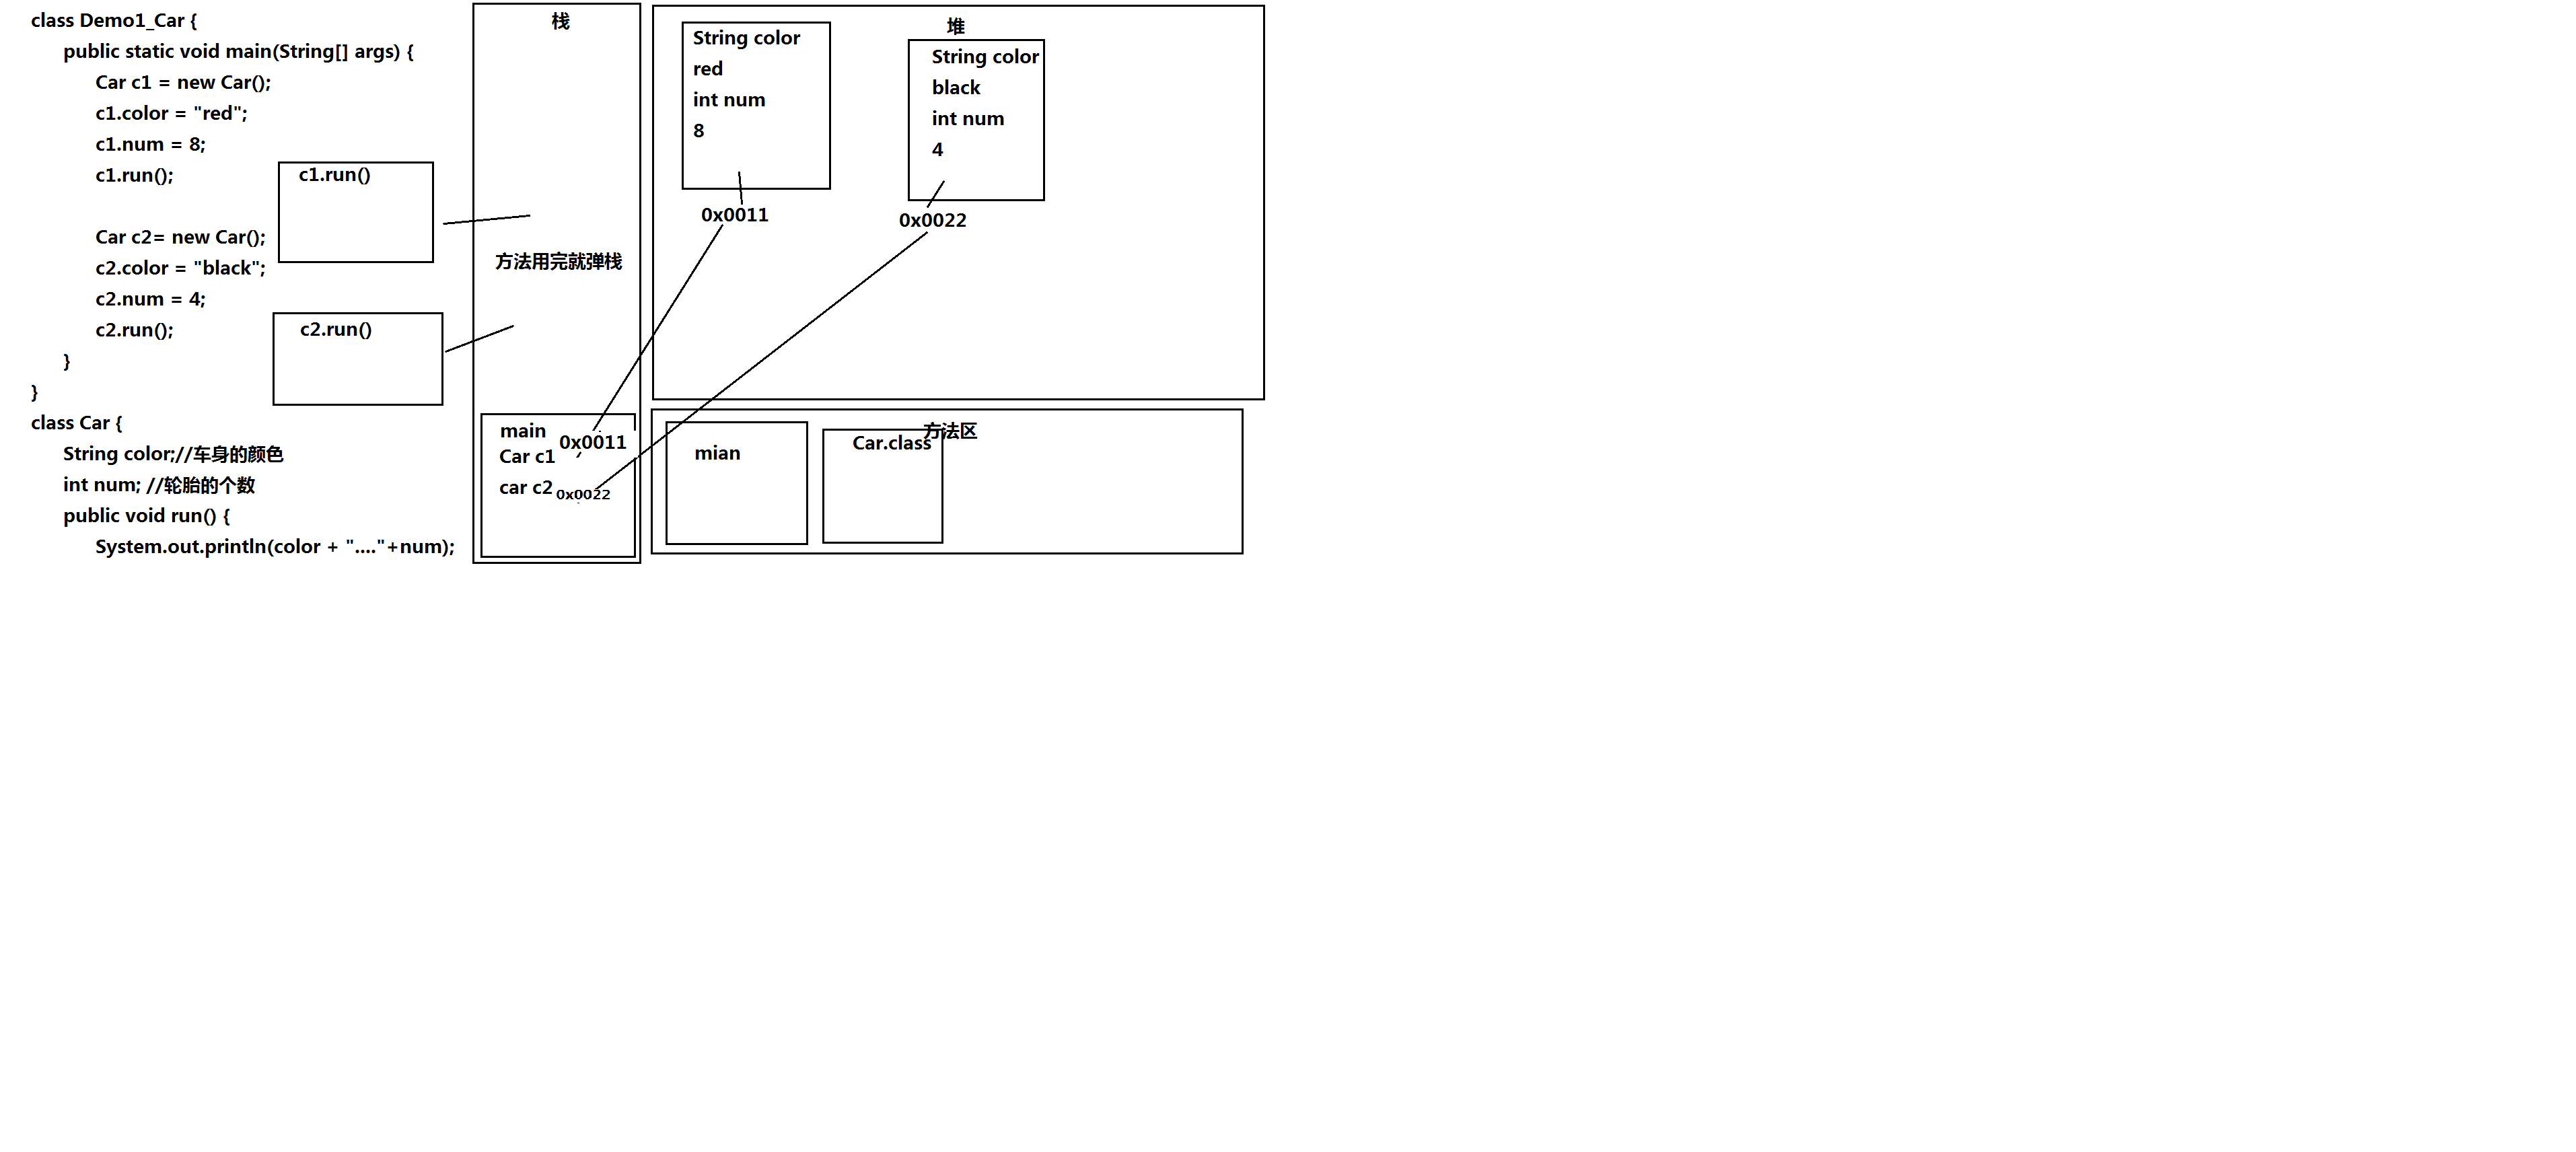 class Demo1_Car {
public static void main(String[] args) {
Car c1 = new Car();
c1.color = "red";
c1.num = 8;
c1.run();
Car c2= new Car();
c2.color = "black";
c2.num = 4;
c2.run();
}
}
class Car {
String color;//车身的颜色
int num; //轮胎的个数
public void run() {
System.out.println(color + "...."+num);
c1.run()
c2.run()
栈
方法用完就弹栈
main
0x0011
Car c1
car c2
0x0022
堆
String color
red
int num
8
0x0011
String color
black
int num
4
0x0022
方法区
mian
Car.class